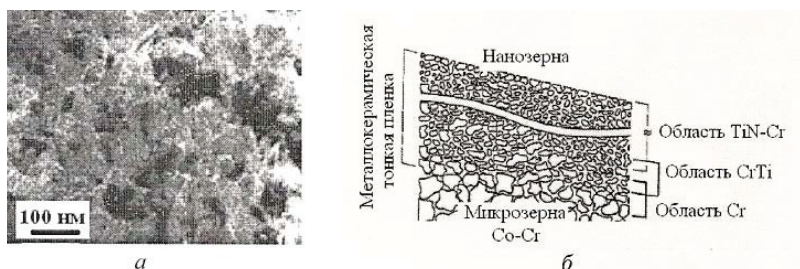 100 нм
а
Металлокерамическая
тонкая пленка
Нанозерна
Область TiN-Cr
Область CrTi
Область Cr
Микрозерна
Co-Cr
б